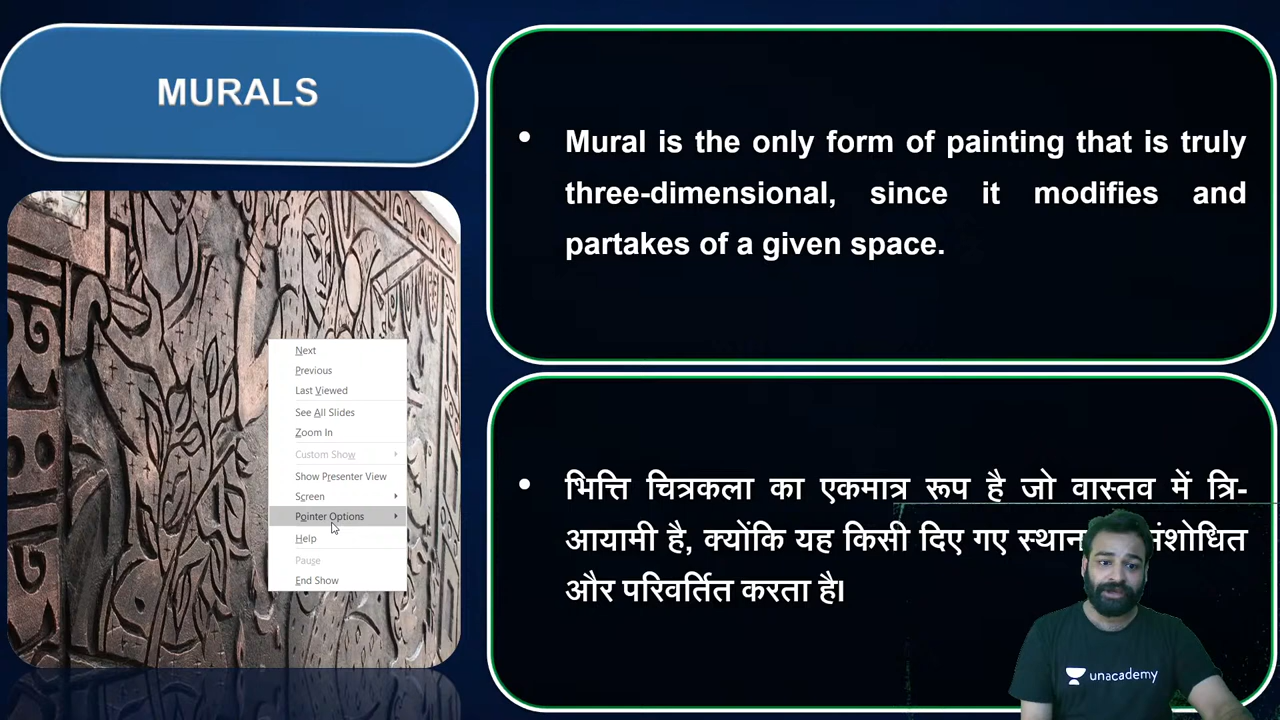 MURALS
• Mural is the only form of painting that is truly
three-dimensional, since it modifies and
partakes of a given space.
Next
Previous
Last Viewed
See All Slides
Zoom In
Custom Show
Show Presenter View
Screen
Pointer Options
Help
Pause
End Show
• भित्ति चित्रकला का एकमात्र रूप है जो वास्तव में त्रि-
आयामी है, क्योंकि यह किसी दिए गए स्थान
और परिवर्तित करता है।
unacademy